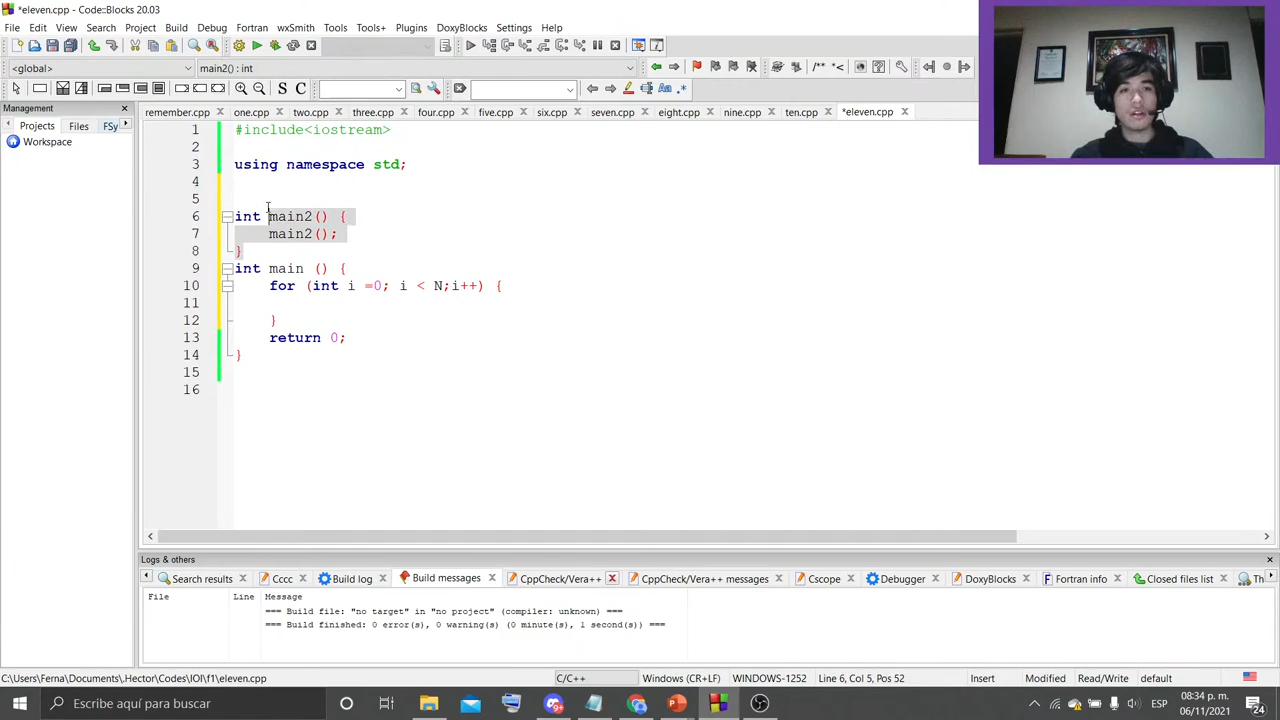 *eleven.cpp - Code::Blocks 20.03
File Edit View Search Project Build Debug Fortran wxSmith Tools Tools+ Plugins DoxyBlocks Settings Help
<global> main2() : int
/** *<
S C
Aa .*
Management
Projects Files FSy
Workspace
remember.cpp one.cpp two.cpp three.cpp four.cpp five.cpp six.cpp seven.cpp eight.cpp nine.cpp ten.cpp *eleven.cpp
1 #include<iostream>
2
3 using namespace std;
4
5
6 int main2() {
7 main2();
8 }
9 int main () {
10 for (int i =0; i < N;i++) {
11
12 }
13 return 0;
14 }
15
16
Logs & others
Search results Cccc Build log Build messages CppCheck/Vera++ CppCheck/Vera++ messages Cscope Debugger DoxyBlocks Fortran info Closed files list Th
File Line Message
=== Build file: "no target" in "no project" (compiler: unknown) ===
=== Build finished: 0 error(s), 0 warning(s) (0 minute(s), 1 second(s)) ===
C:\Users\Ferna\Documents\.Hector\Codes\IOI\f1\eleven.cpp C/C++ Windows (CR+LF) WINDOWS-1252 Line 6, Col 5, Pos 52 Insert Modified Read/Write default
Escribe aquí para buscar
ESP
08:34 p. m.
06/11/2021
24